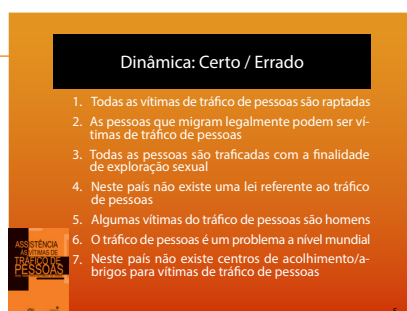 Dinâmica: Certo / Errado
1. Todas as vítimas de tráfico de pessoas são raptadas
2. As pessoas que migram legalmente podem ser ví-
timas de tráfico de pessoas
3. Todas as pessoas são traficadas com a finalidade
de exploração sexual
4. Neste país não existe uma lei referente ao tráfico
de pessoas
5. Algumas vítimas do tráfico de pessoas são homens
6. O tráfico de pessoas é um problema a nível mundial
7. Neste país não existe centros de acolhimento/a-
brigos para vítimas de tráfico de pessoas
ASSISTÊNCIA
ÀS VÍTIMAS DE
TRÁFICO DE
PESSOAS